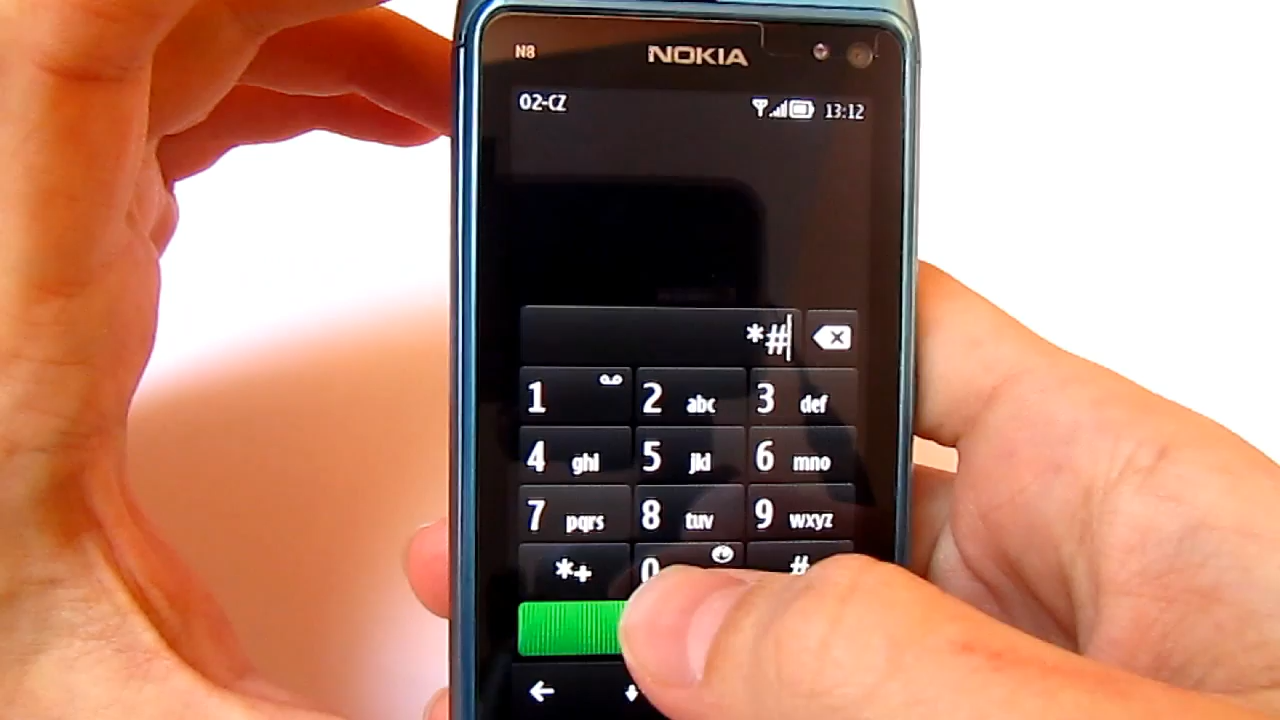 N8 NOKIA
O2-CZ 13:12
*#
1 2 abc 3 def
4 ghi 5 jkl 6 mno
7 pqrs 8 tuv 9 wxyz
*+ 0 #